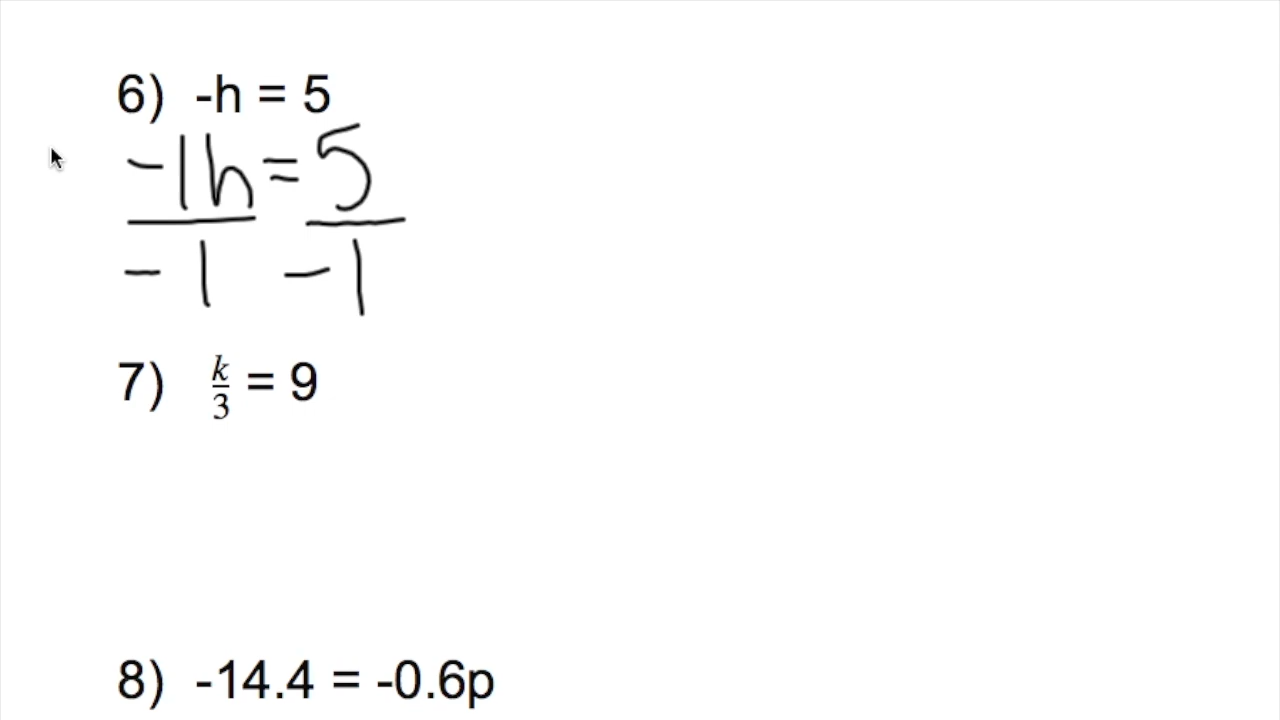 6) -h = 5
-1h = 5
-1 -1
7) k/3 = 9
8) -14.4 = -0.6p